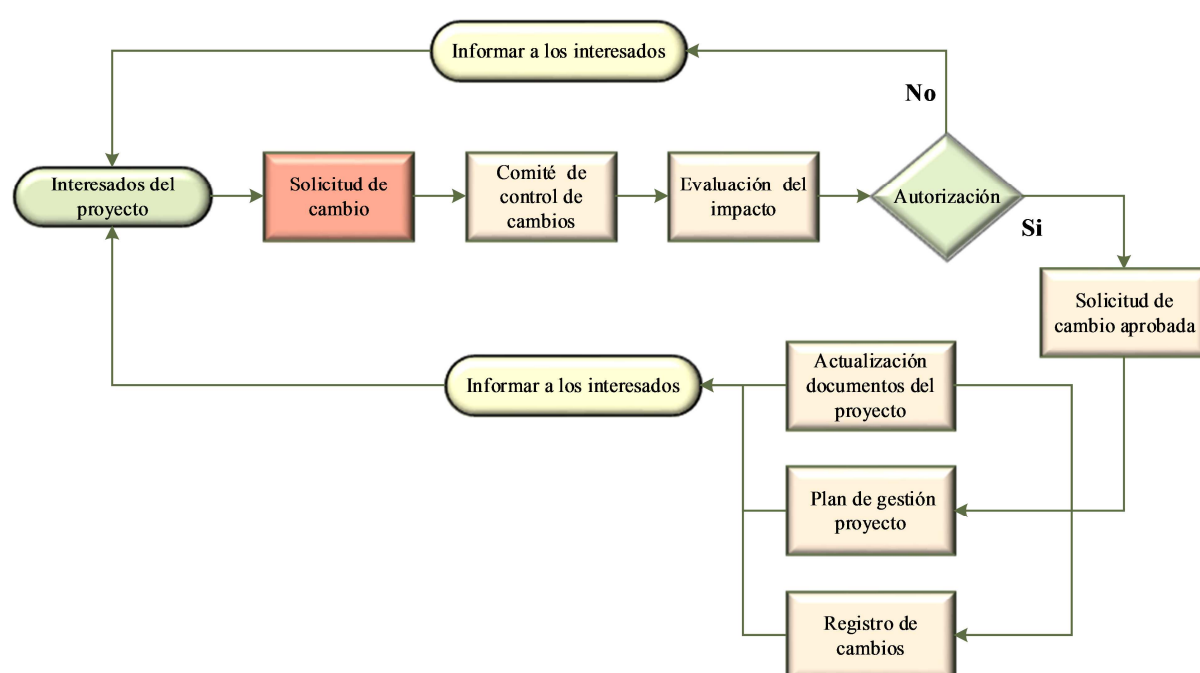 Informar a los interesados
No
Interesados del
proyecto
Solicitud de
cambio
Comité de
control de
cambios
Evaluación del
impacto
Autorización
Si
Solicitud de
cambio aprobada
Informar a los interesados
Actualización
documentos del
proyecto
Plan de gestión
proyecto
Registro de
cambios